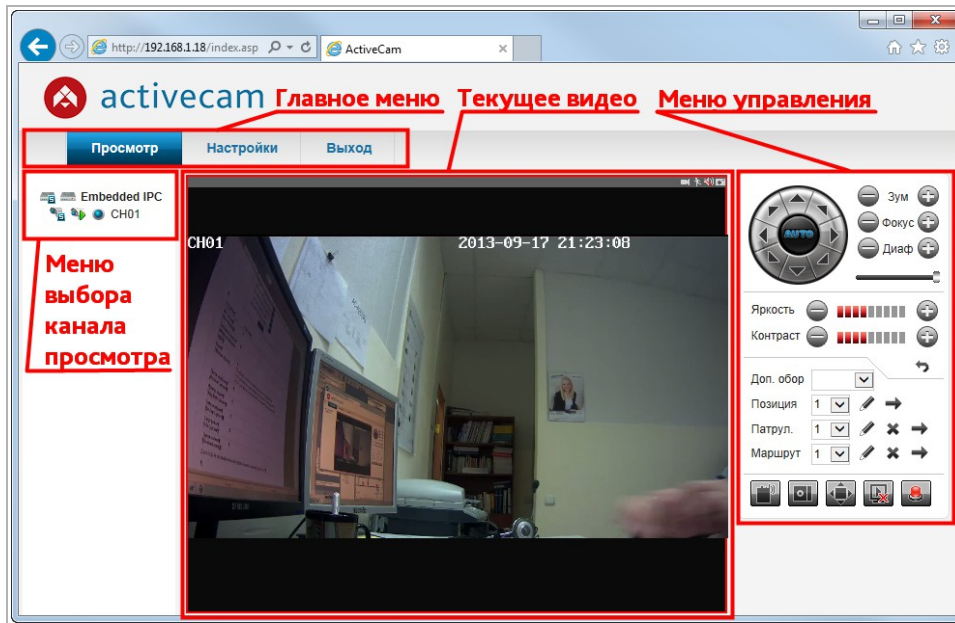 http://192.168.1.18/index.asp
ActiveCam
activecam
Главное меню
Текущее видео
Меню управления
Просмотр
Настройки
Выход
Embedded IPC
CH01
Меню
выбора
канала
просмотра
CH01
2013-09-17 21:23:08
AUTO
Зум
Фокус
Диаф
Яркость
Контраст
Доп. обор
Позиция 1
Патрул. 1
Маршрут 1